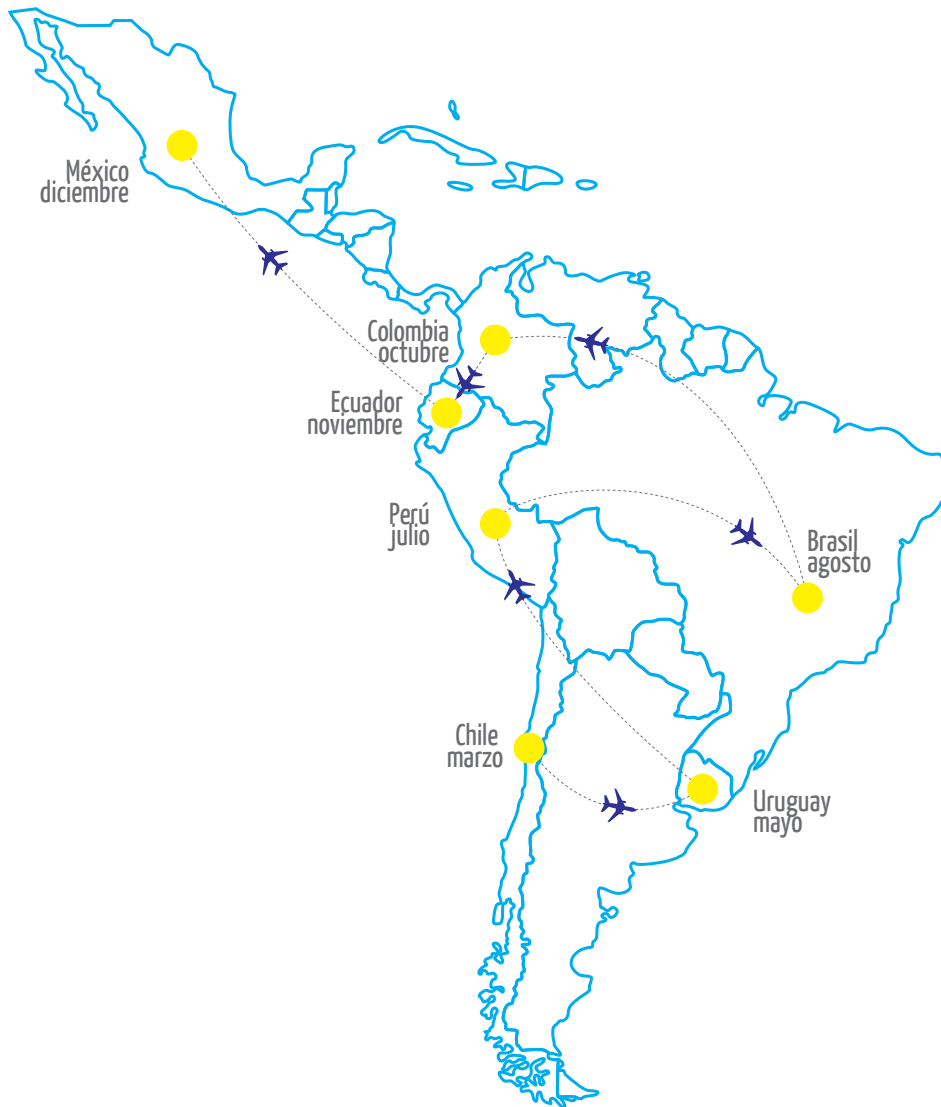 México
diciembre
Colombia
octubre
Ecuador
noviembre
Perú
julio
Brasil
agosto
Chile
marzo
Uruguay
mayo